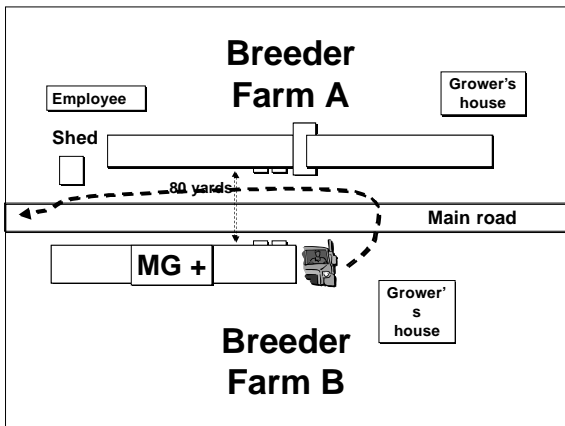 Breeder
Farm A
Employee
Grower's
house
Shed
80 yards
Main road
MG +
Grower'
s
house
Breeder
Farm B